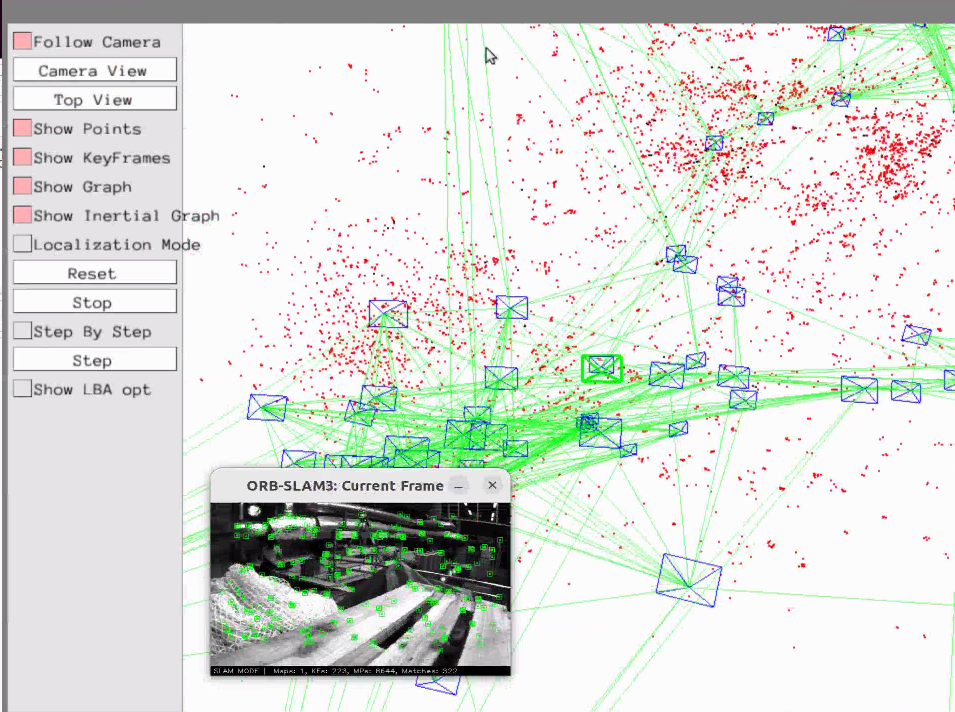 Follow Camera
Camera View
Top View
Show Points
Show KeyFrames
Show Graph
Show Inertial Graph
Localization Mode
Reset
Stop
Step By Step
Step
Show LBA opt
ORB-SLAM3: Current Frame
SLAM MODE | Maps: 1, KFs: 223, MPs: 8644, Matches: 322